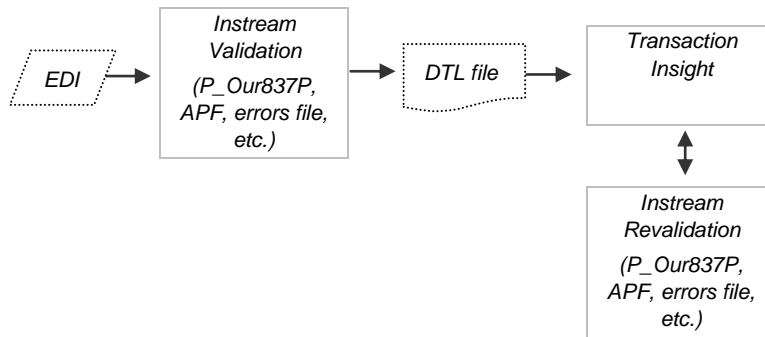 EDI
Instream
Validation
(P_Our837P,
APF, errors file,
etc.)
DTL file
Transaction
Insight
Instream
Revalidation
(P_Our837P,
APF, errors file,
etc.)